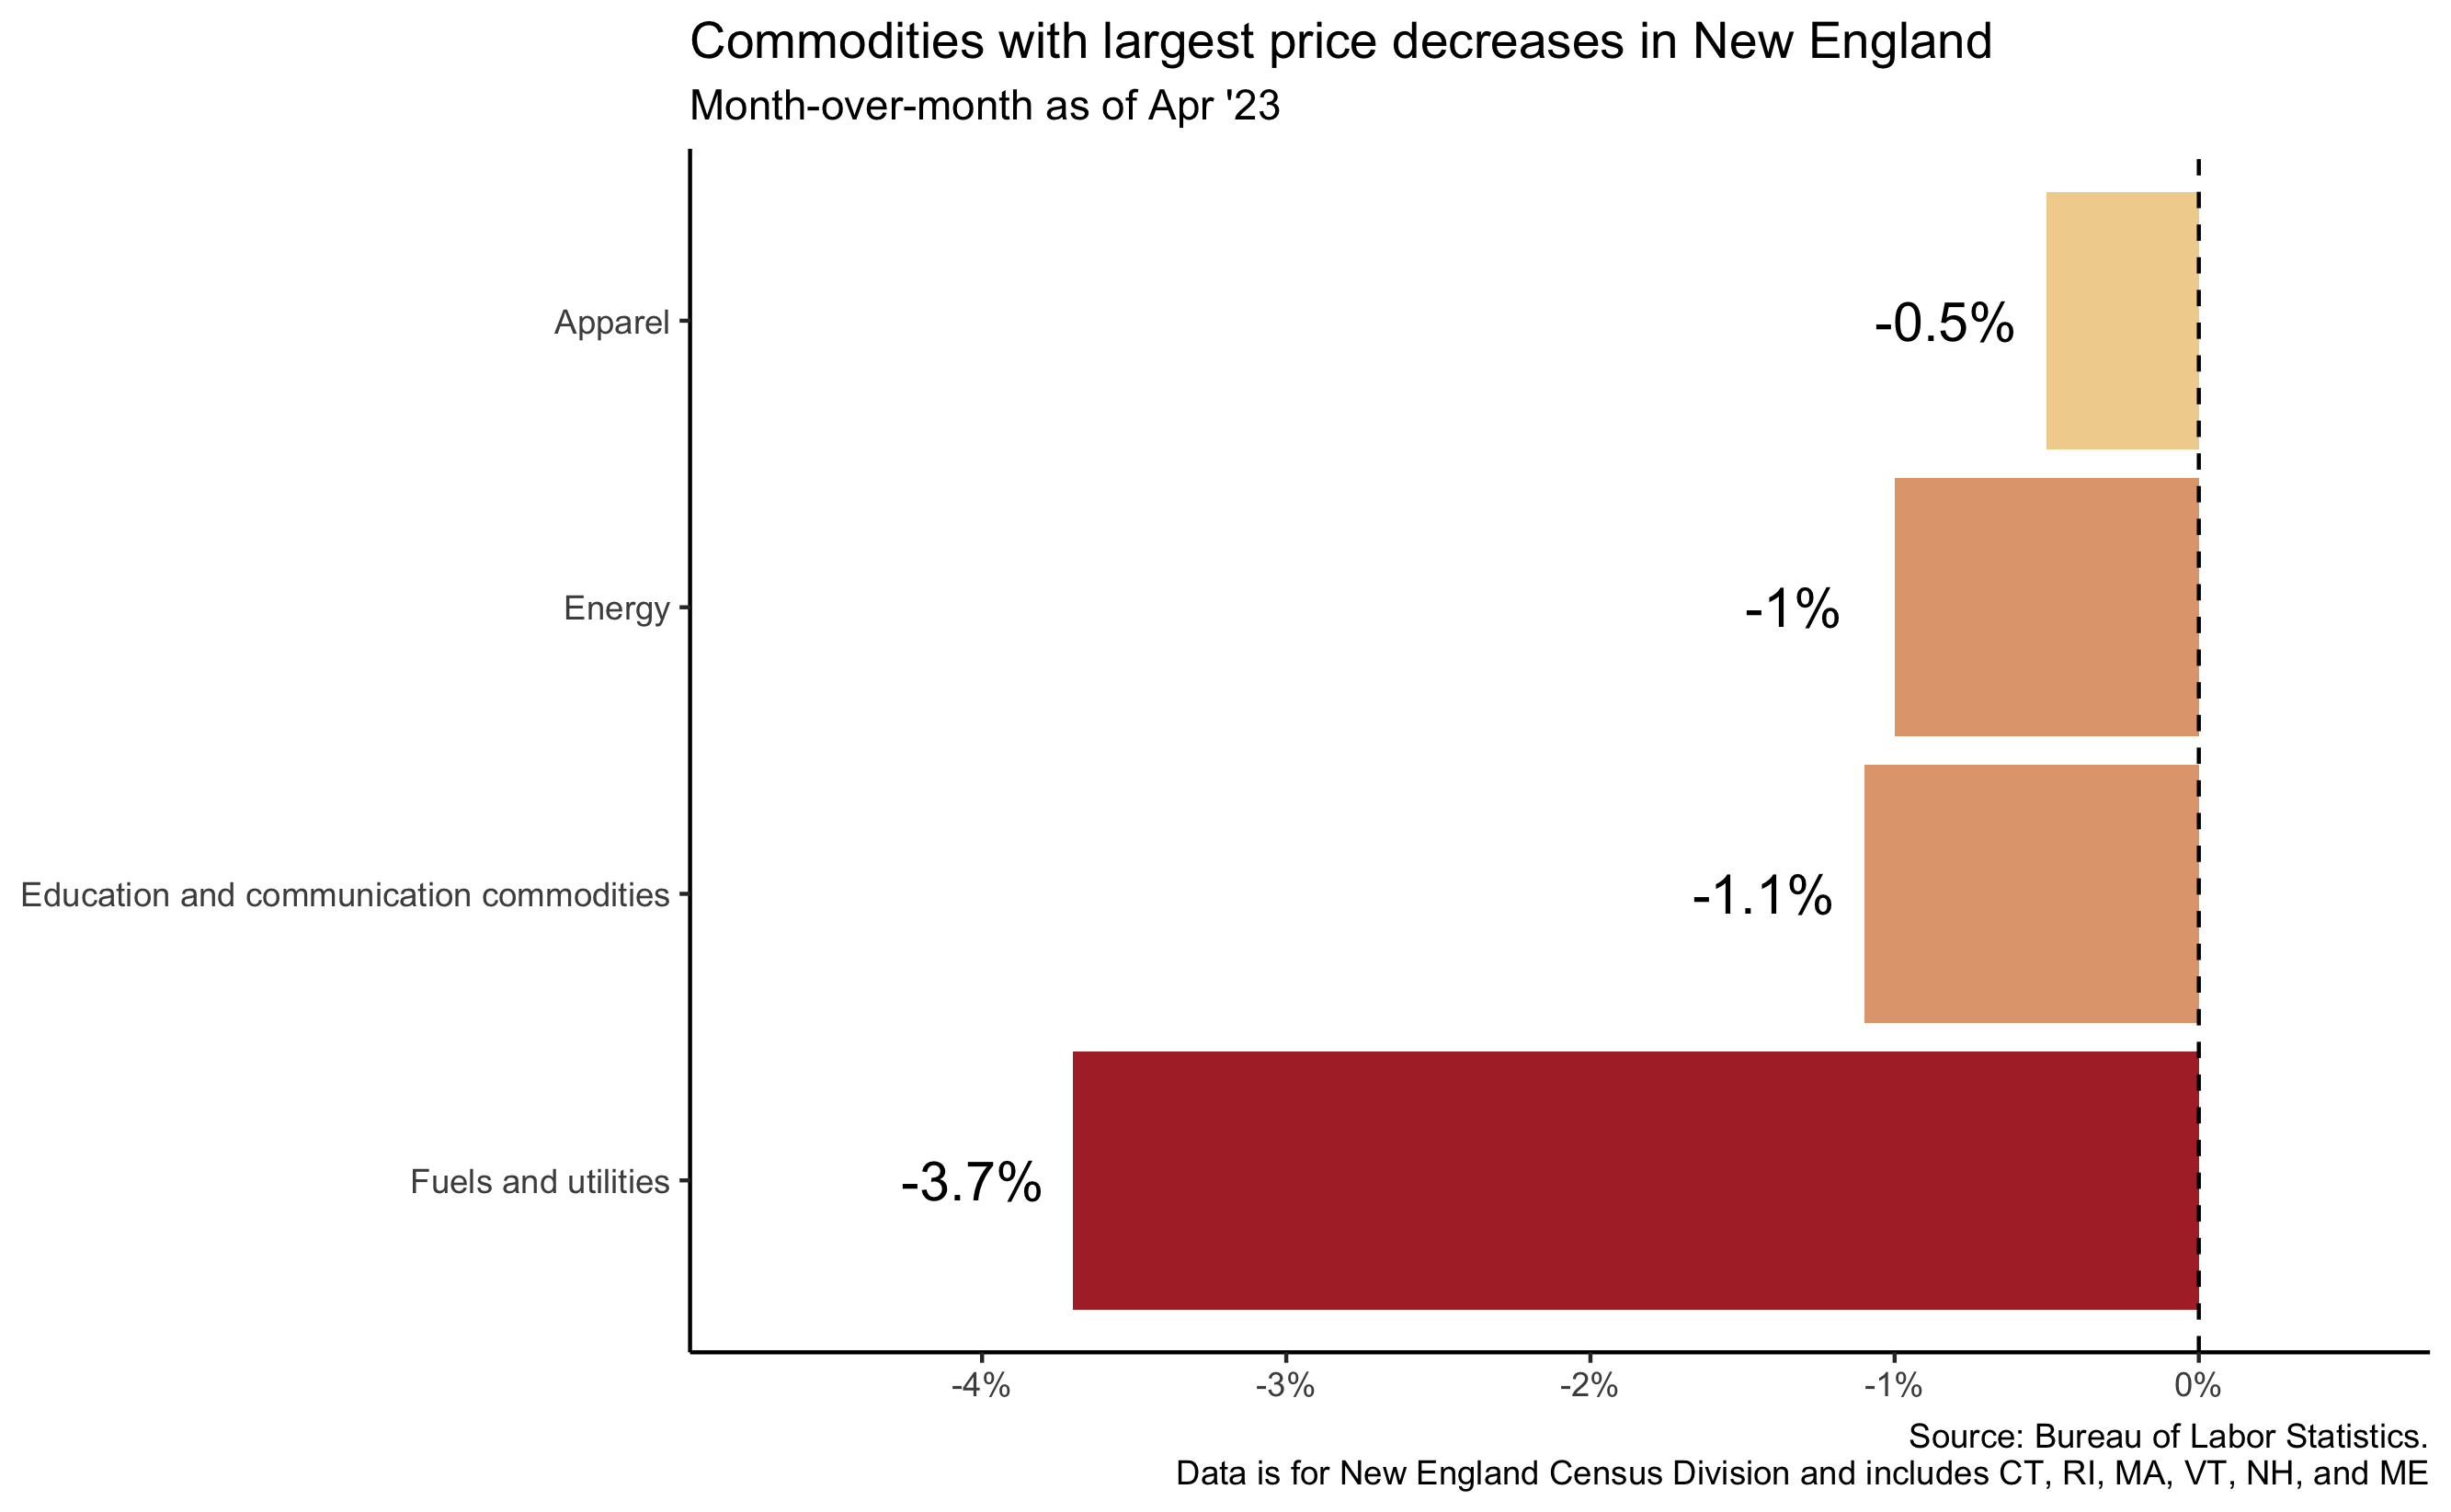 Commodities with largest price decreases in New England
Month-over-month as of Apr '23
Apparel
-0.5%
Energy
-1%
Education and communication commodities
-1.1%
Fuels and utilities
-3.7%
-4%
-3%
-2%
-1%
0%
Source: Bureau of Labor Statistics.
Data is for New England Census Division and includes CT, RI, MA, VT, NH, and ME